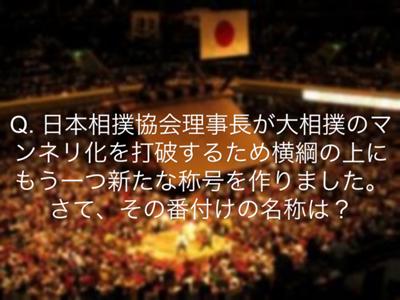 Q. 日本相撲協会理事長が大相撲のマ
ンネリ化を打破するため横綱の上に
もう一つ新たな称号を作りました。
さて、その番付けの名称は？